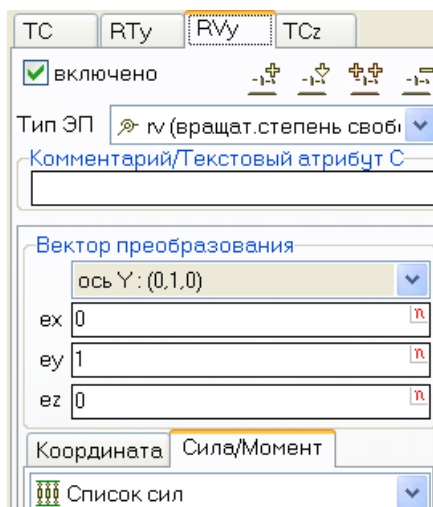 TC RTy RVy TCz
включено
Тип ЭП rv (вращат.степень свобо
Комментарий/Текстовый атрибут C
Вектор преобразования
ось Y : (0,1,0)
ex 0 n
ey 1 n
ez 0 n
Координата Сила/Момент
Список сил